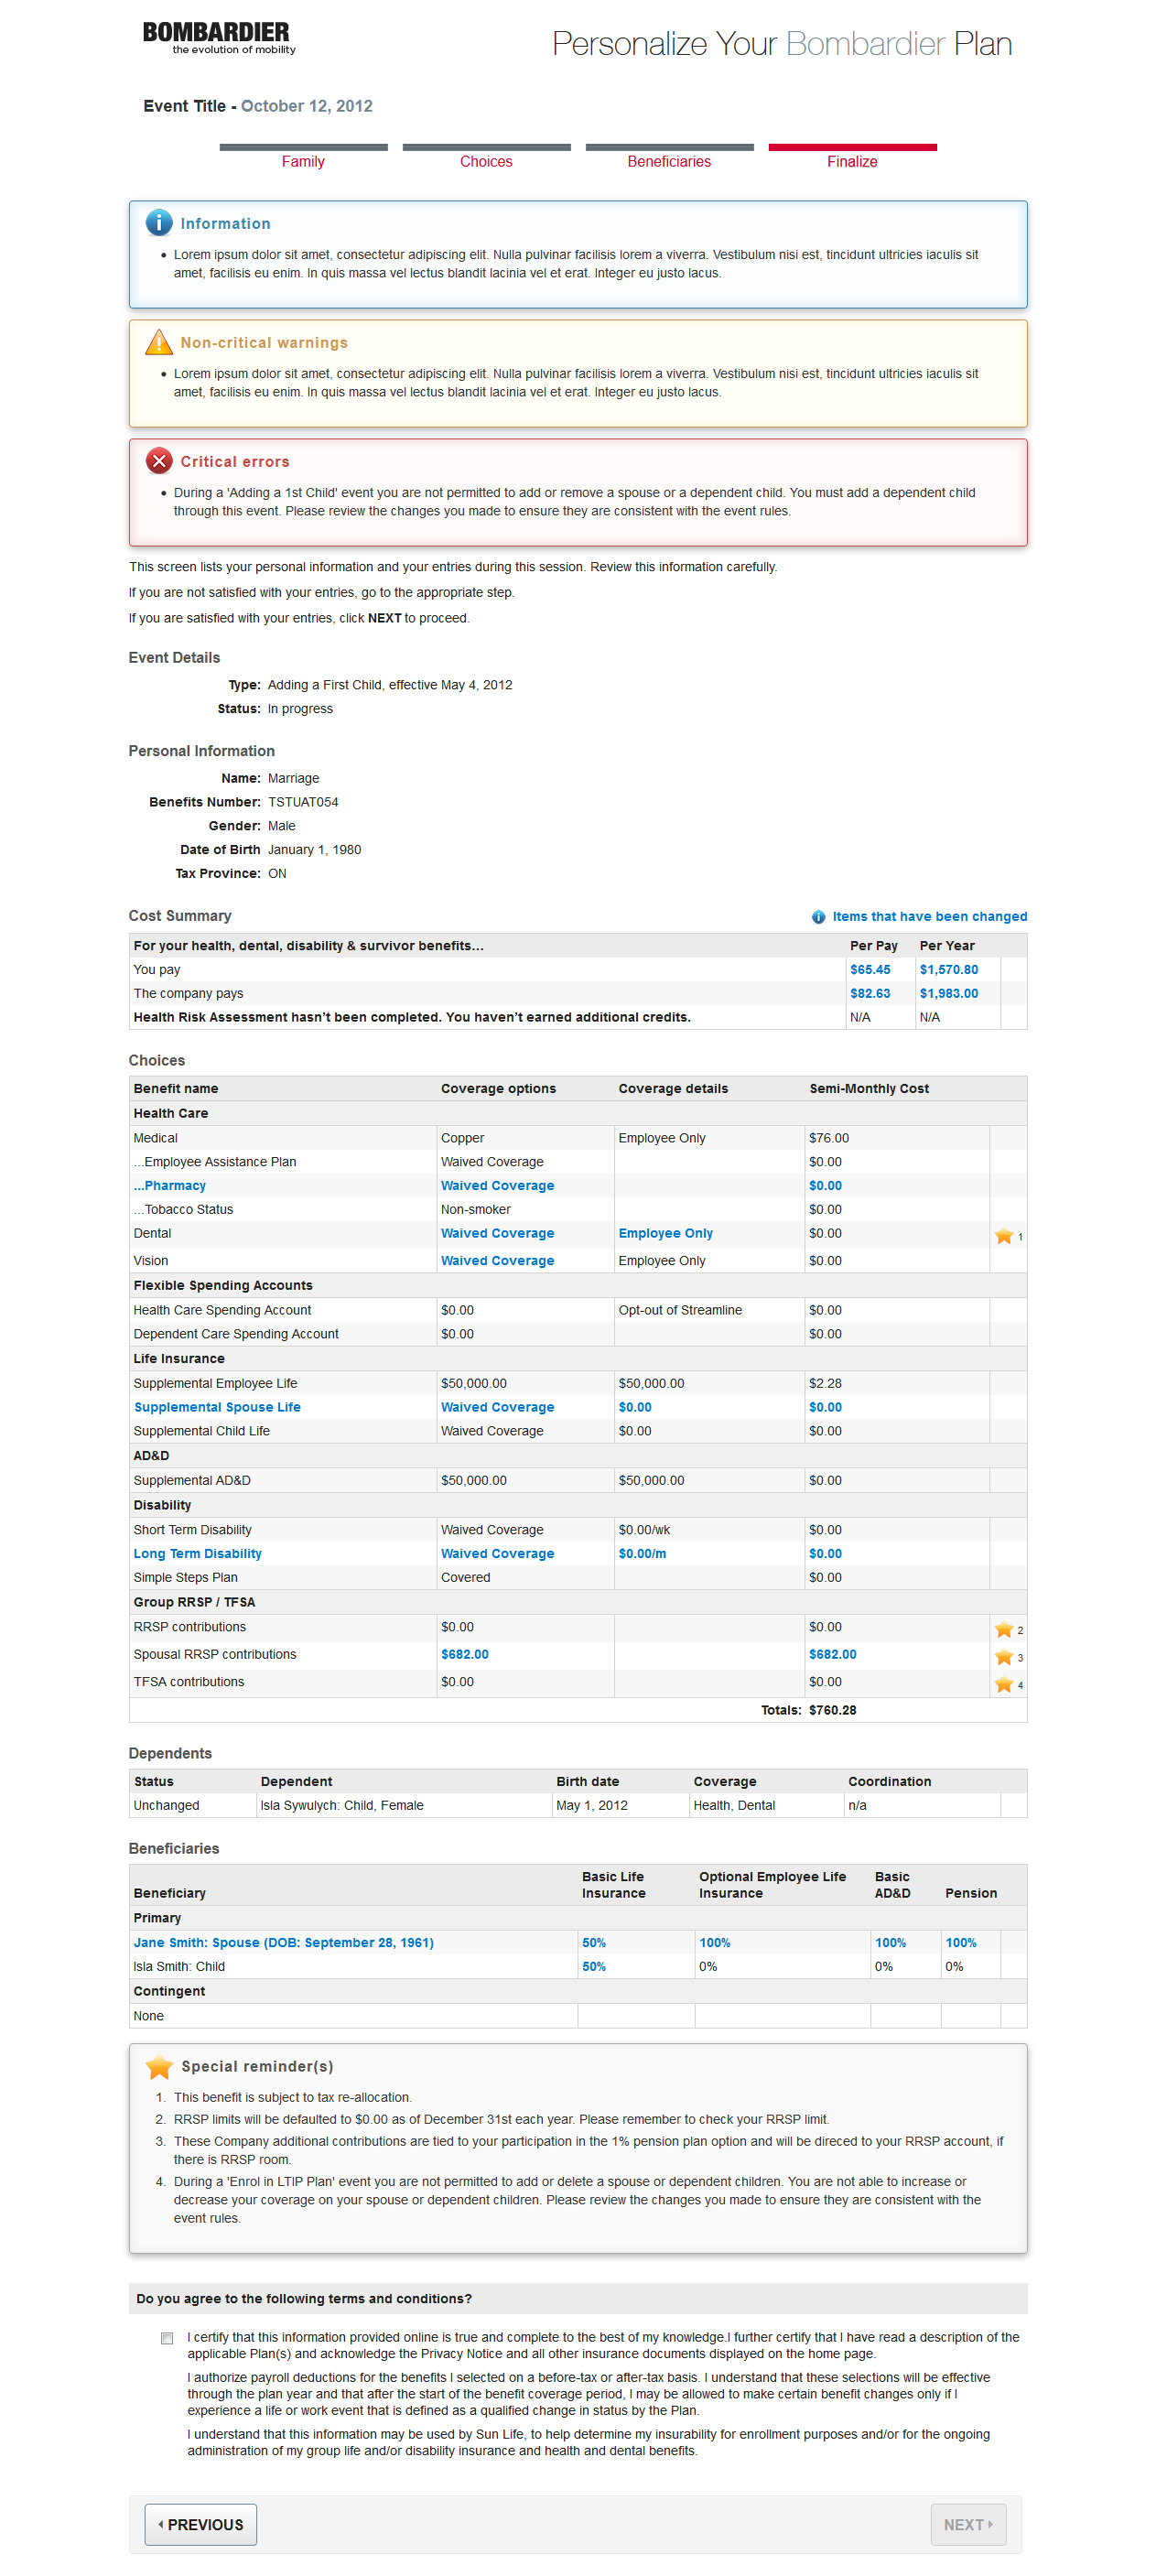 BOMBARDIER
the evolution of mobility
Personalize Your Bombardier Plan
Event Title - October 12, 2012
Family Choices Beneficiaries Finalize
Information
• Lorem ipsum dolor sit amet, consectetur adipiscing elit. Nulla pulvinar facilisis lorem a viverra. Vestibulum nisi est, tincidunt ultricies iaculis sit
amet, facilisis eu enim. In quis massa vel lectus blandit lacinia vel et erat. Integer eu justo lacus.
Non-critical warnings
• Lorem ipsum dolor sit amet, consectetur adipiscing elit. Nulla pulvinar facilisis lorem a viverra. Vestibulum nisi est, tincidunt ultricies iaculis sit
amet, facilisis eu enim. In quis massa vel lectus blandit lacinia vel et erat. Integer eu justo lacus.
Critical errors
• During a 'Adding a 1st Child' event you are not permitted to add or remove a spouse or a dependent child. You must add a dependent child
through this event. Please review the changes you made to ensure they are consistent with the event rules.
This screen lists your personal information and your entries during this session. Review this information carefully.
If you are not satisfied with your entries, go to the appropriate step.
If you are satisfied with your entries, click NEXT to proceed.
Event Details
Type: Adding a First Child, effective May 4, 2012
Status: In progress
Personal Information
Name: Marriage
Benefits Number: TSTUAT054
Gender: Male
Date of Birth January 1, 1980
Tax Province: ON
Cost Summary Items that have been changed
For your health, dental, disability & survivor benefits... Per Pay Per Year
You pay $65.45 $1,570.80
The company pays $82.63 $1,983.00
Health Risk Assessment hasn’t been completed. You haven’t earned additional credits. N/A N/A
Choices
Benefit name Coverage options Coverage details Semi-Monthly Cost
Health Care
Medical Copper Employee Only $76.00
...Employee Assistance Plan Waived Coverage $0.00
...Pharmacy Waived Coverage $0.00
...Tobacco Status Non-smoker $0.00
Dental Waived Coverage Employee Only $0.00 1
Vision Waived Coverage Employee Only $0.00
Flexible Spending Accounts
Health Care Spending Account $0.00 Opt-out of Streamline $0.00
Dependent Care Spending Account $0.00 $0.00
Life Insurance
Supplemental Employee Life $50,000.00 $50,000.00 $2.28
Supplemental Spouse Life Waived Coverage $0.00 $0.00
Supplemental Child Life Waived Coverage $0.00 $0.00
AD&D
Supplemental AD&D $50,000.00 $50,000.00 $0.00
Disability
Short Term Disability Waived Coverage $0.00/wk $0.00
Long Term Disability Waived Coverage $0.00/m $0.00
Simple Steps Plan Covered $0.00
Group RRSP / TFSA
RRSP contributions $0.00 $0.00 2
Spousal RRSP contributions $682.00 $682.00 3
TFSA contributions $0.00 $0.00 4
Totals: $760.28
Dependents
Status Dependent Birth date Coverage Coordination
Unchanged Isla Sywulych: Child, Female May 1, 2012 Health, Dental n/a
Beneficiaries
Basic Life Optional Employee Life Basic
Beneficiary Insurance Insurance AD&D Pension
Primary
Jane Smith: Spouse (DOB: September 28, 1961) 50% 100% 100% 100%
Isla Smith: Child 50% 0% 0% 0%
Contingent
None
Special reminder(s)
1. This benefit is subject to tax re-allocation.
2. RRSP limits will be defaulted to $0.00 as of December 31st each year. Please remember to check your RRSP limit.
3. These Company additional contributions are tied to your participation in the 1% pension plan option and will be direced to your RRSP account, if
there is RRSP room.
4. During a 'Enrol in LTIP Plan' event you are not permitted to add or delete a spouse or dependent children. You are not able to increase or
decrease your coverage on your spouse or dependent children. Please review the changes you made to ensure they are consistent with the
event rules.
Do you agree to the following terms and conditions?
I certify that this information provided online is true and complete to the best of my knowledge.I further certify that I have read a description of the
applicable Plan(s) and acknowledge the Privacy Notice and all other insurance documents displayed on the home page.
I authorize payroll deductions for the benefits I selected on a before-tax or after-tax basis. I understand that these selections will be effective
through the plan year and that after the start of the benefit coverage period, I may be allowed to make certain benefit changes only if I
experience a life or work event that is defined as a qualified change in status by the Plan.
I understand that this information may be used by Sun Life, to help determine my insurability for enrollment purposes and/or for the ongoing
administration of my group life and/or disability insurance and health and dental benefits.
PREVIOUS NEXT